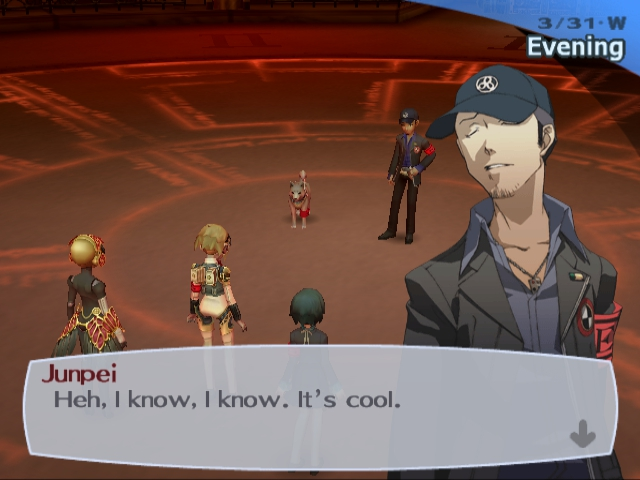 3/31·W
Evening
Junpei
Heh, I know, I know. It's cool.